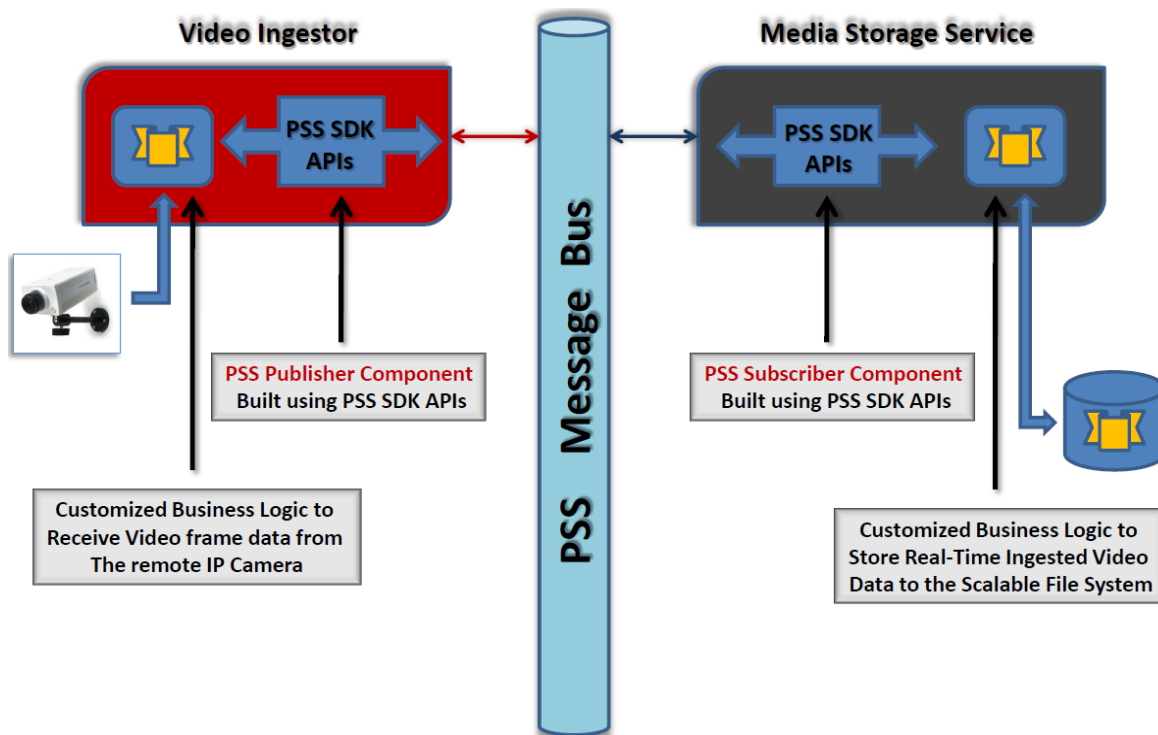 Video Ingestor
Media Storage Service
PSS SDK
APIs
PSS SDK
APIs
PSS Message Bus
PSS Publisher Component
Built using PSS SDK APIs
PSS Subscriber Component
Built using PSS SDK APIs
Customized Business Logic to
Receive Video frame data from
The remote IP Camera
Customized Business Logic to
Store Real-Time Ingested Video
Data to the Scalable File System